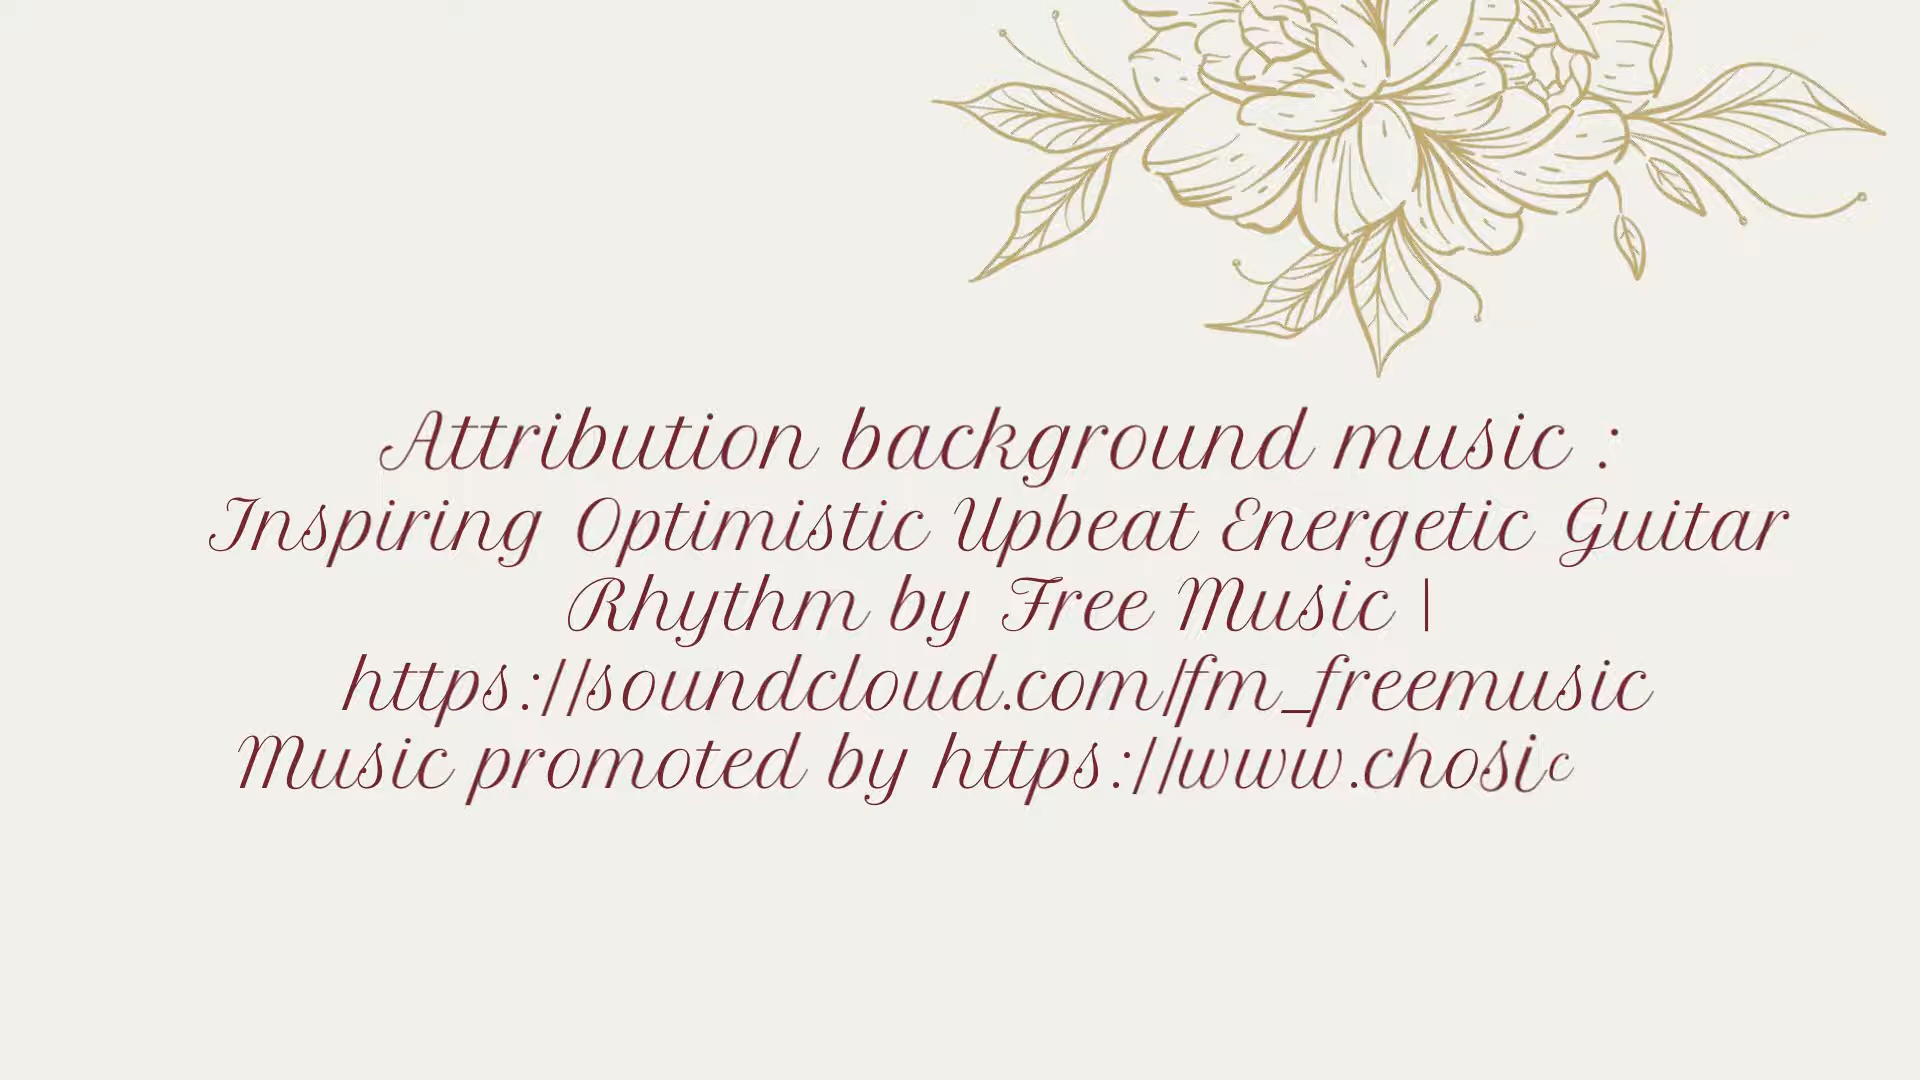 Attribution background music :
Inspiring Optimistic Upbeat Energetic Guitar
Rhythm by Free Music |
https://soundcloud.com/fm_freemusic
Music promoted by https://www.chosic